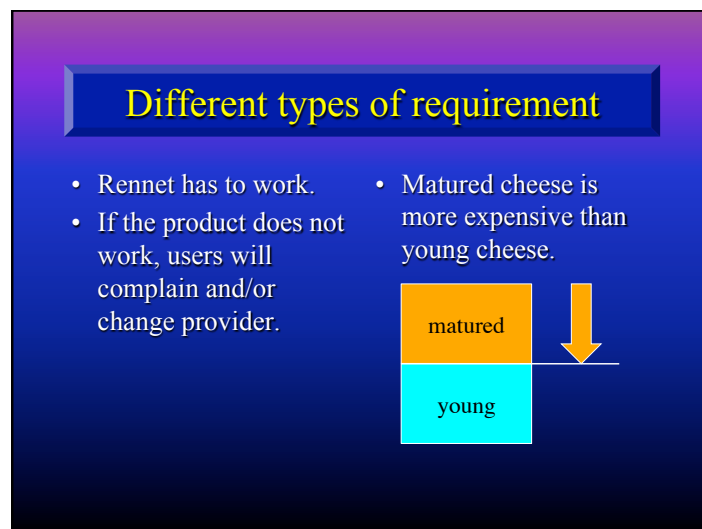 Different types of requirement
• Rennet has to work.
• If the product does not
work, users will
complain and/or
change provider.
• Matured cheese is
more expensive than
young cheese.
matured
young